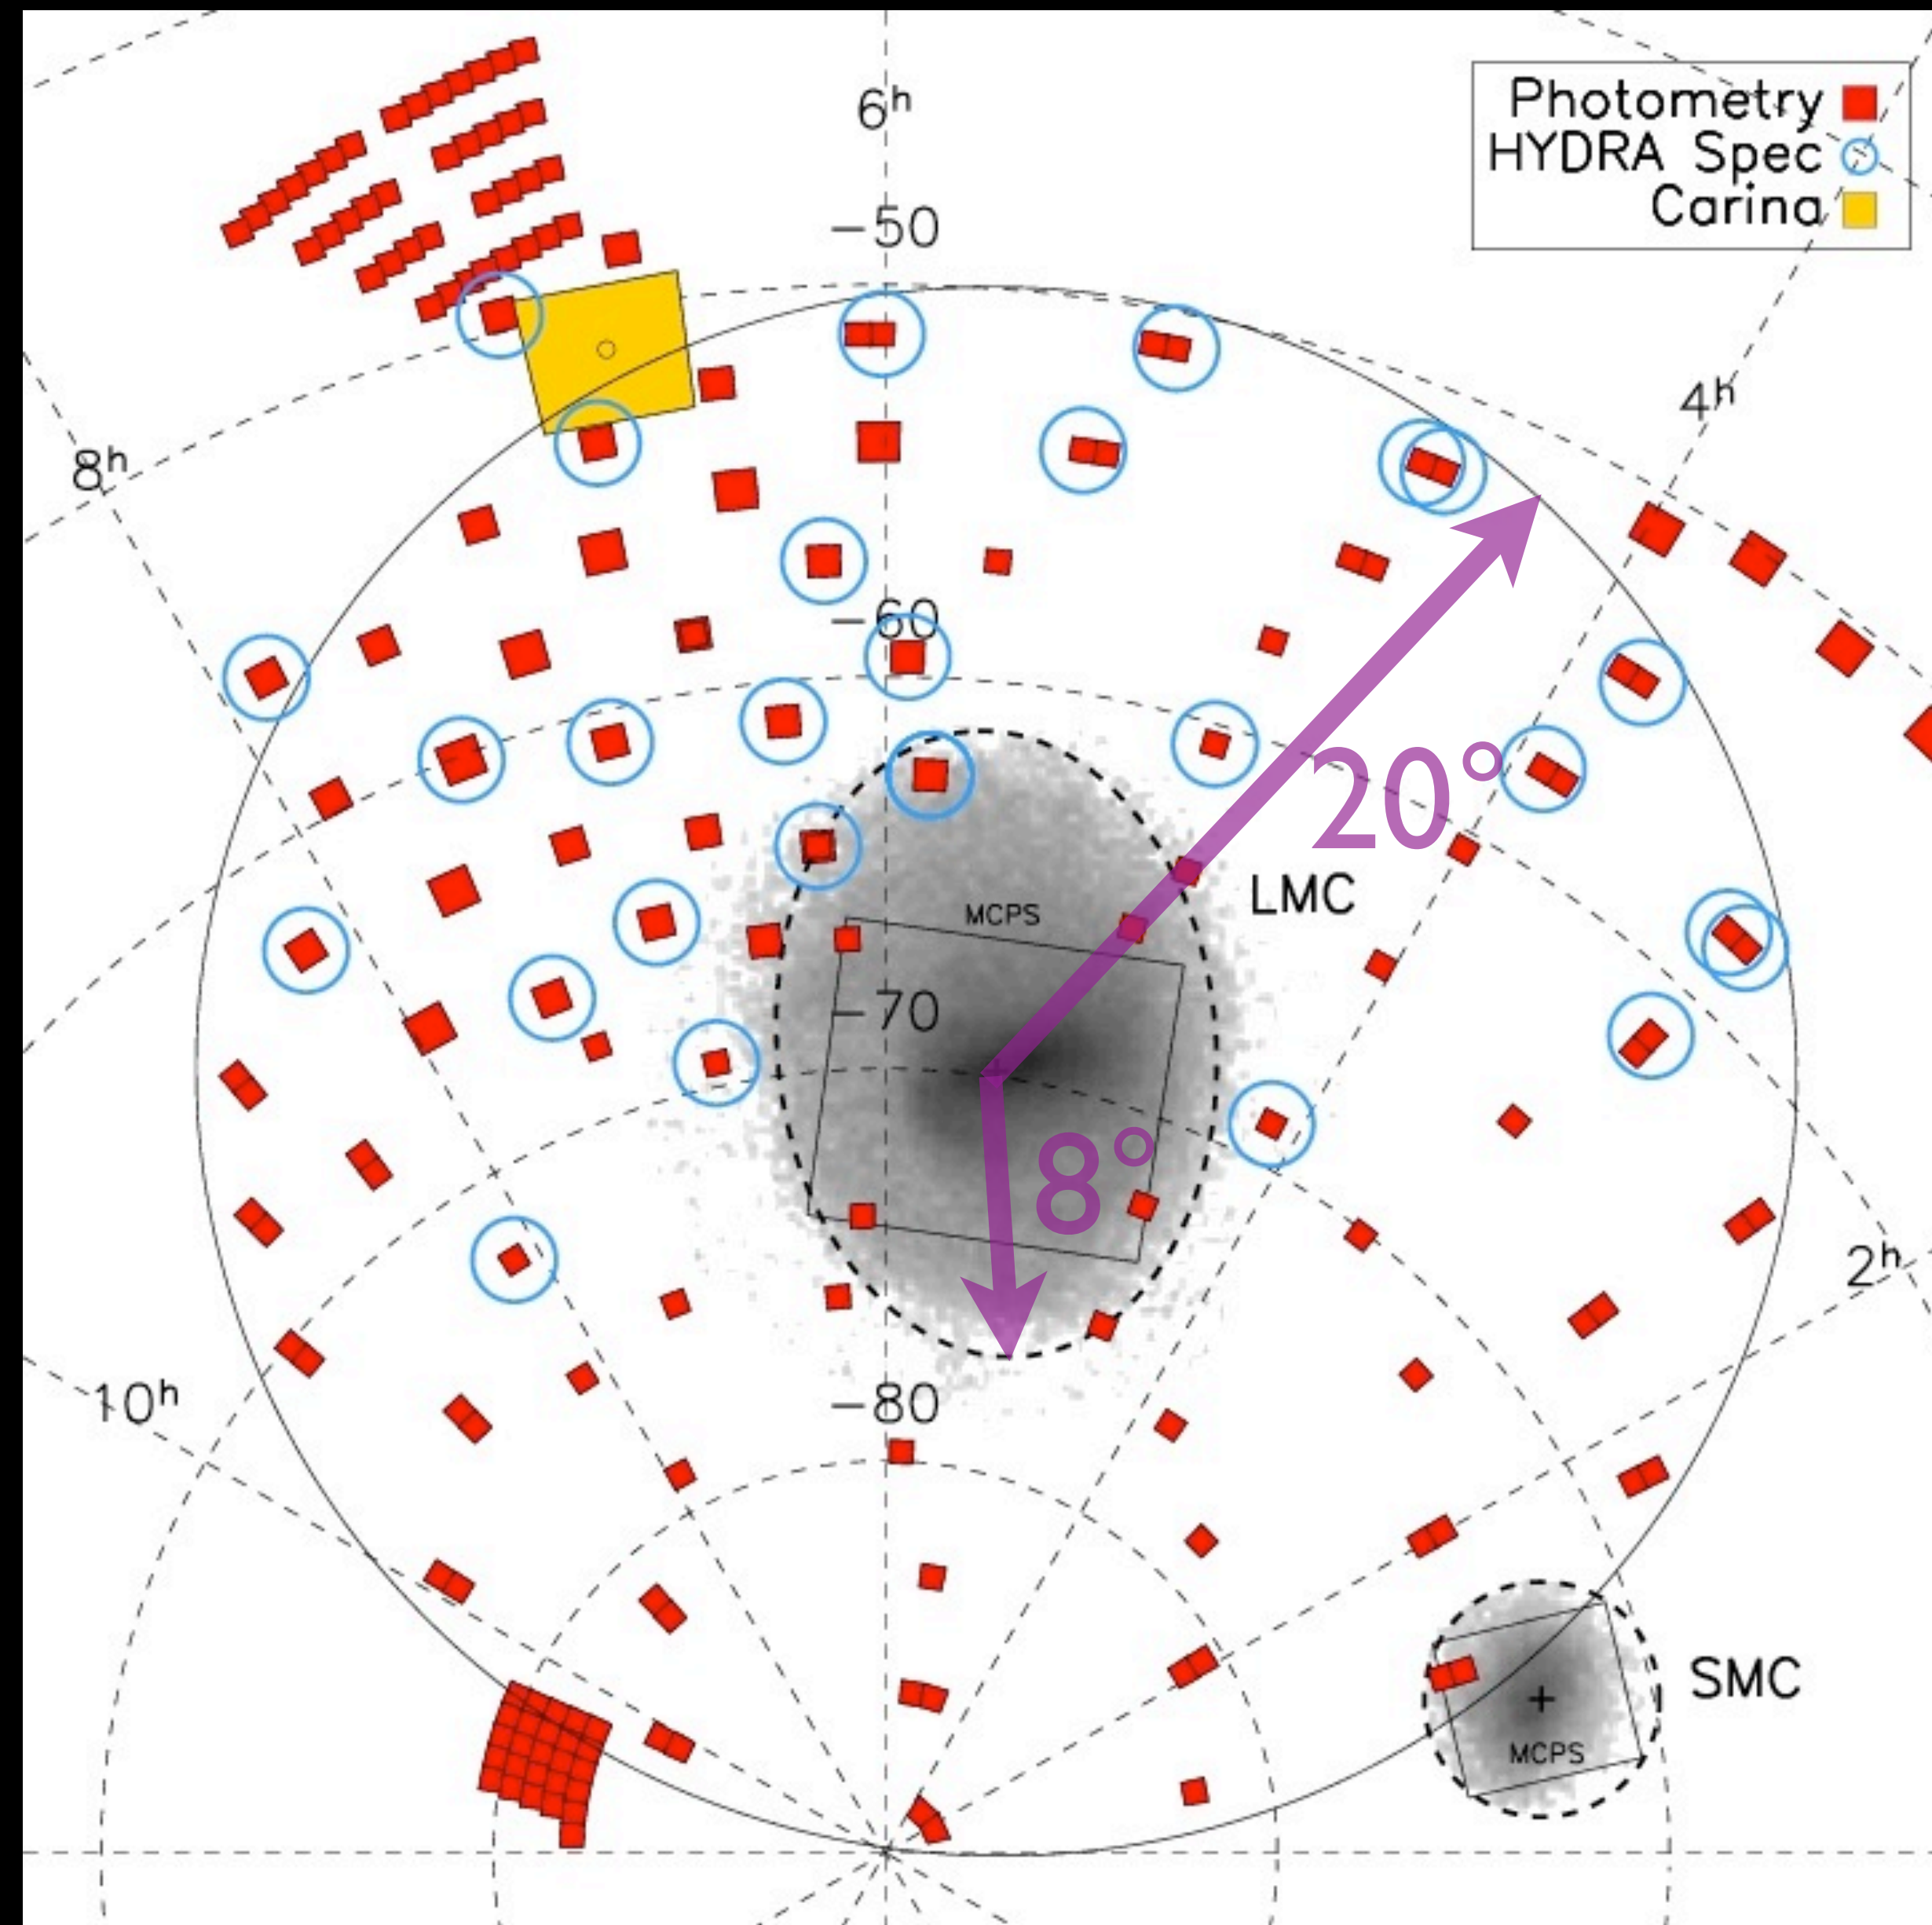 6ʰ
Photometry
HYDRA Spec
Carina
−50
4ʰ
8ʰ
−60
20°
LMC
MCPS
−70
8°
2ʰ
10ʰ
−80
SMC
MCPS